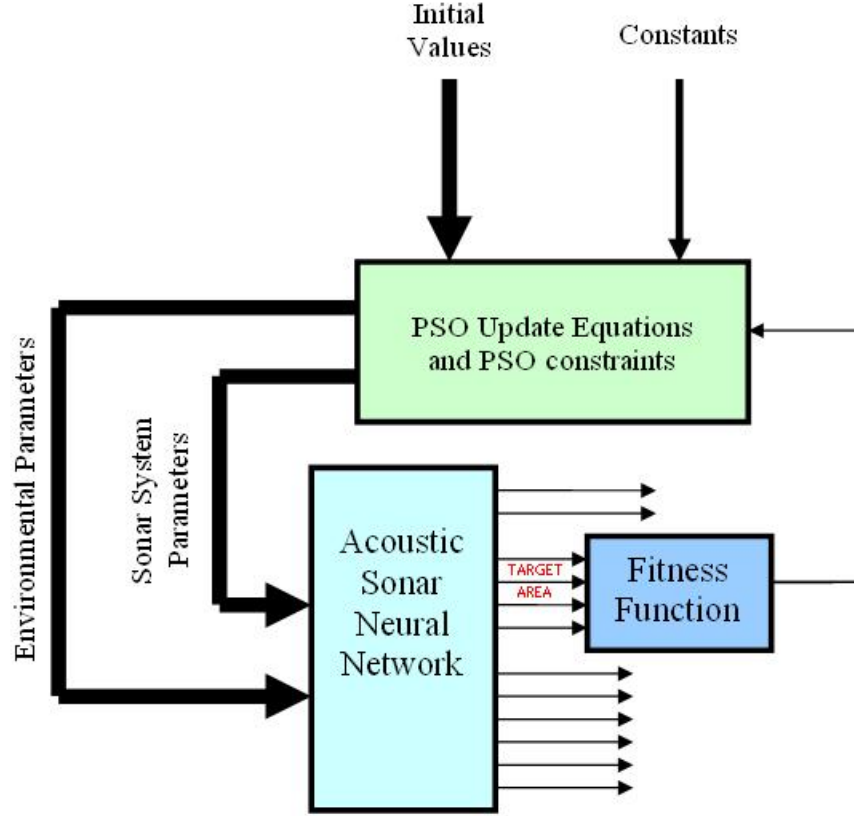 Initial
Values
Constants
PSO Update Equations
and PSO constraints
Environmental Parameters
Sonar System
Parameters
Acoustic
Sonar
Neural
Network
TARGET
AREA
Fitness
Function